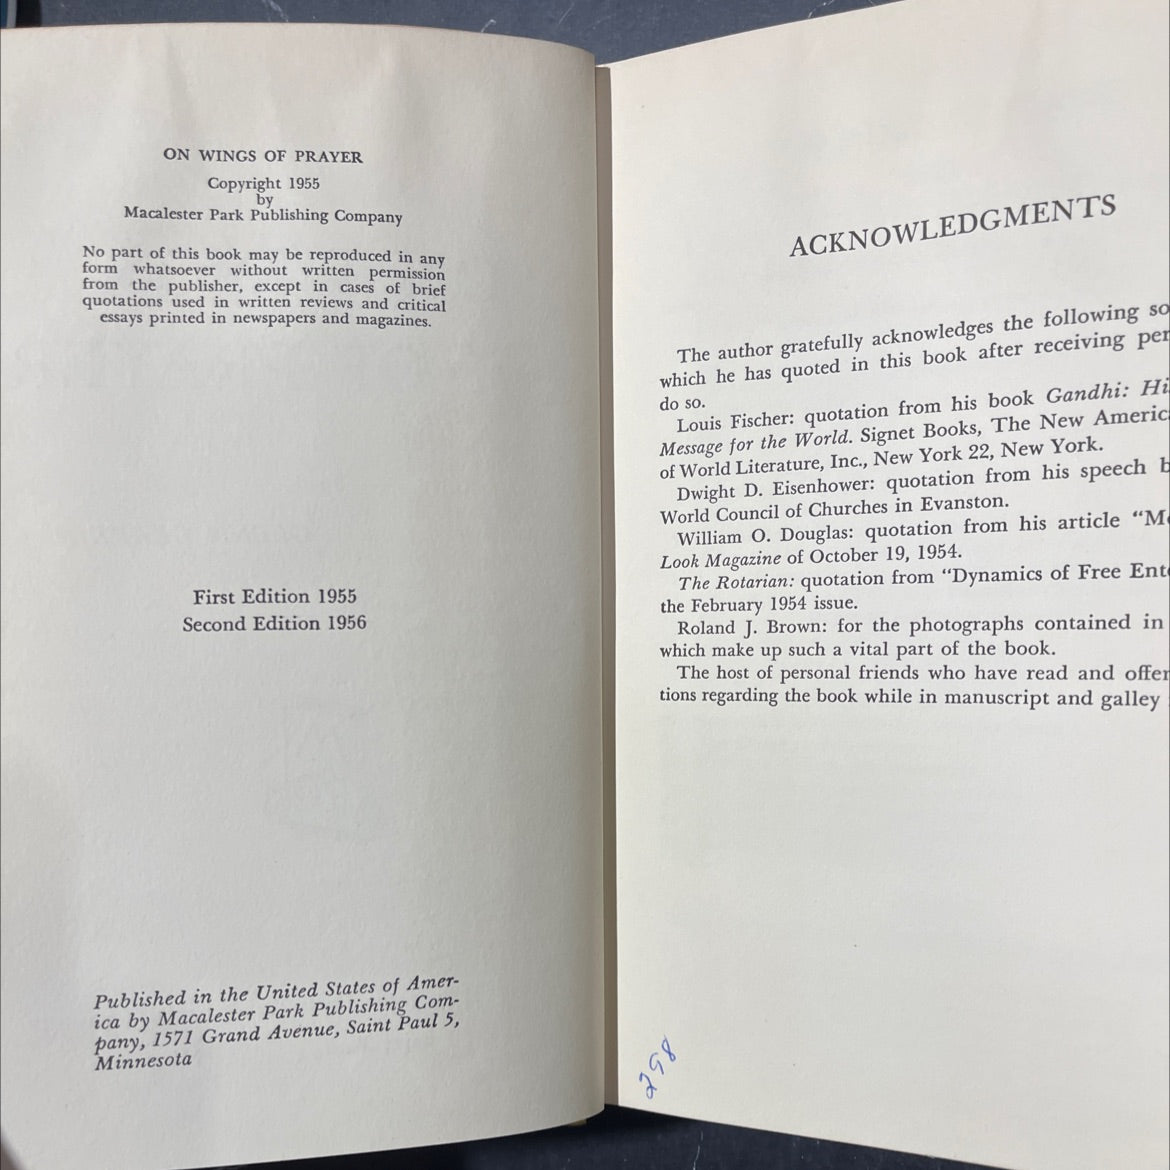 ON WINGS OF PRAYER
Copyright 1955
by
Macalester Park Publishing Company
No part of this book may be reproduced in any
form whatsoever without written permission
from the publisher, except in cases of brief
quotations used in written reviews and critical
essays printed in newspapers and magazines.
First Edition 1955
Second Edition 1956
Published in the United States of Amer-
ica by Macalester Park Publishing Com-
pany, 1571 Grand Avenue, Saint Paul 5,
Minnesota
ACKNOWLEDGMENTS
The author gratefully acknowledges the following so
which he has quoted in this book after receiving per
do so.
Louis Fischer: quotation from his book Gandhi: Hi
Message for the World. Signet Books, The New Americ
of World Literature, Inc., New York 22, New York.
Dwight D. Eisenhower: quotation from his speech b
World Council of Churches in Evanston.
William O. Douglas: quotation from his article “M
Look Magazine of October 19, 1954.
The Rotarian: quotation from “Dynamics of Free Ent
the February 1954 issue.
Roland J. Brown: for the photographs contained in
which make up such a vital part of the book.
The host of personal friends who have read and offer
tions regarding the book while in manuscript and galley